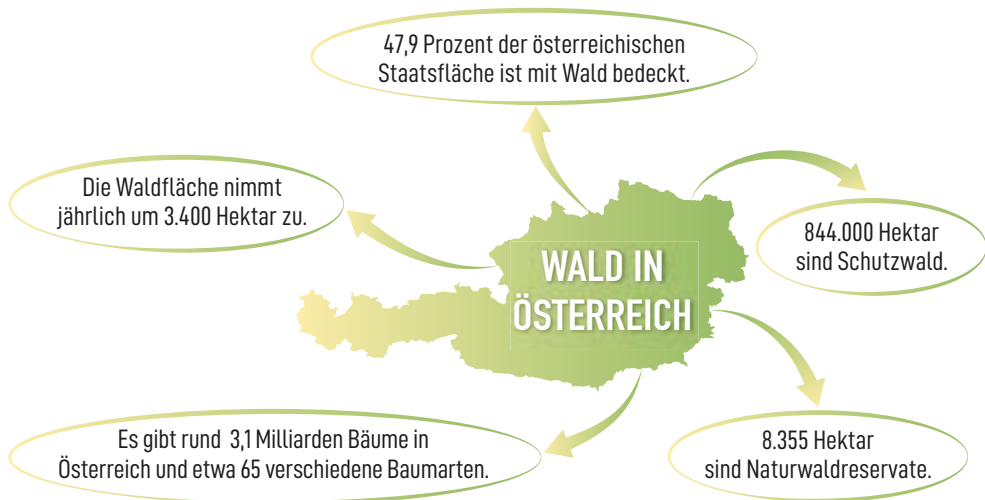 47,9 Prozent der österreichischen
Staatsfläche ist mit Wald bedeckt.
Die Waldfläche nimmt
jährlich um 3.400 Hektar zu.
844.000 Hektar
sind Schutzwald.
WALD IN
ÖSTERREICH
Es gibt rund 3,1 Milliarden Bäume in
Österreich und etwa 65 verschiedene Baumarten.
8.355 Hektar
sind Naturwaldreservate.